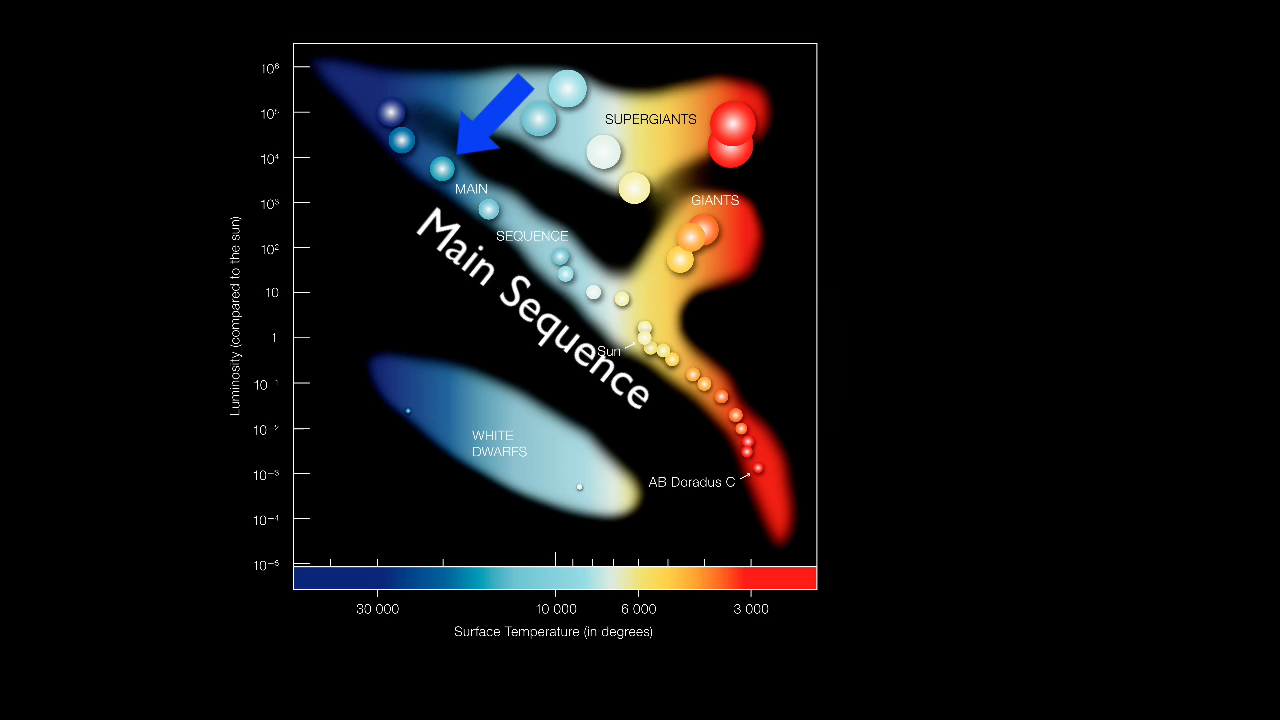 10⁶
10⁵
10⁴
10³
10²
10
1
10⁻¹
10⁻²
10⁻³
10⁻⁴
10⁻⁵
Luminosity (compared to the sun)
SUPERGIANTS
MAIN
GIANTS
SEQUENCE
Main Sequence
Sun
WHITE
DWARFS
AB Doradus C
30 000
10 000
6 000
3 000
Surface Temperature (in degrees)